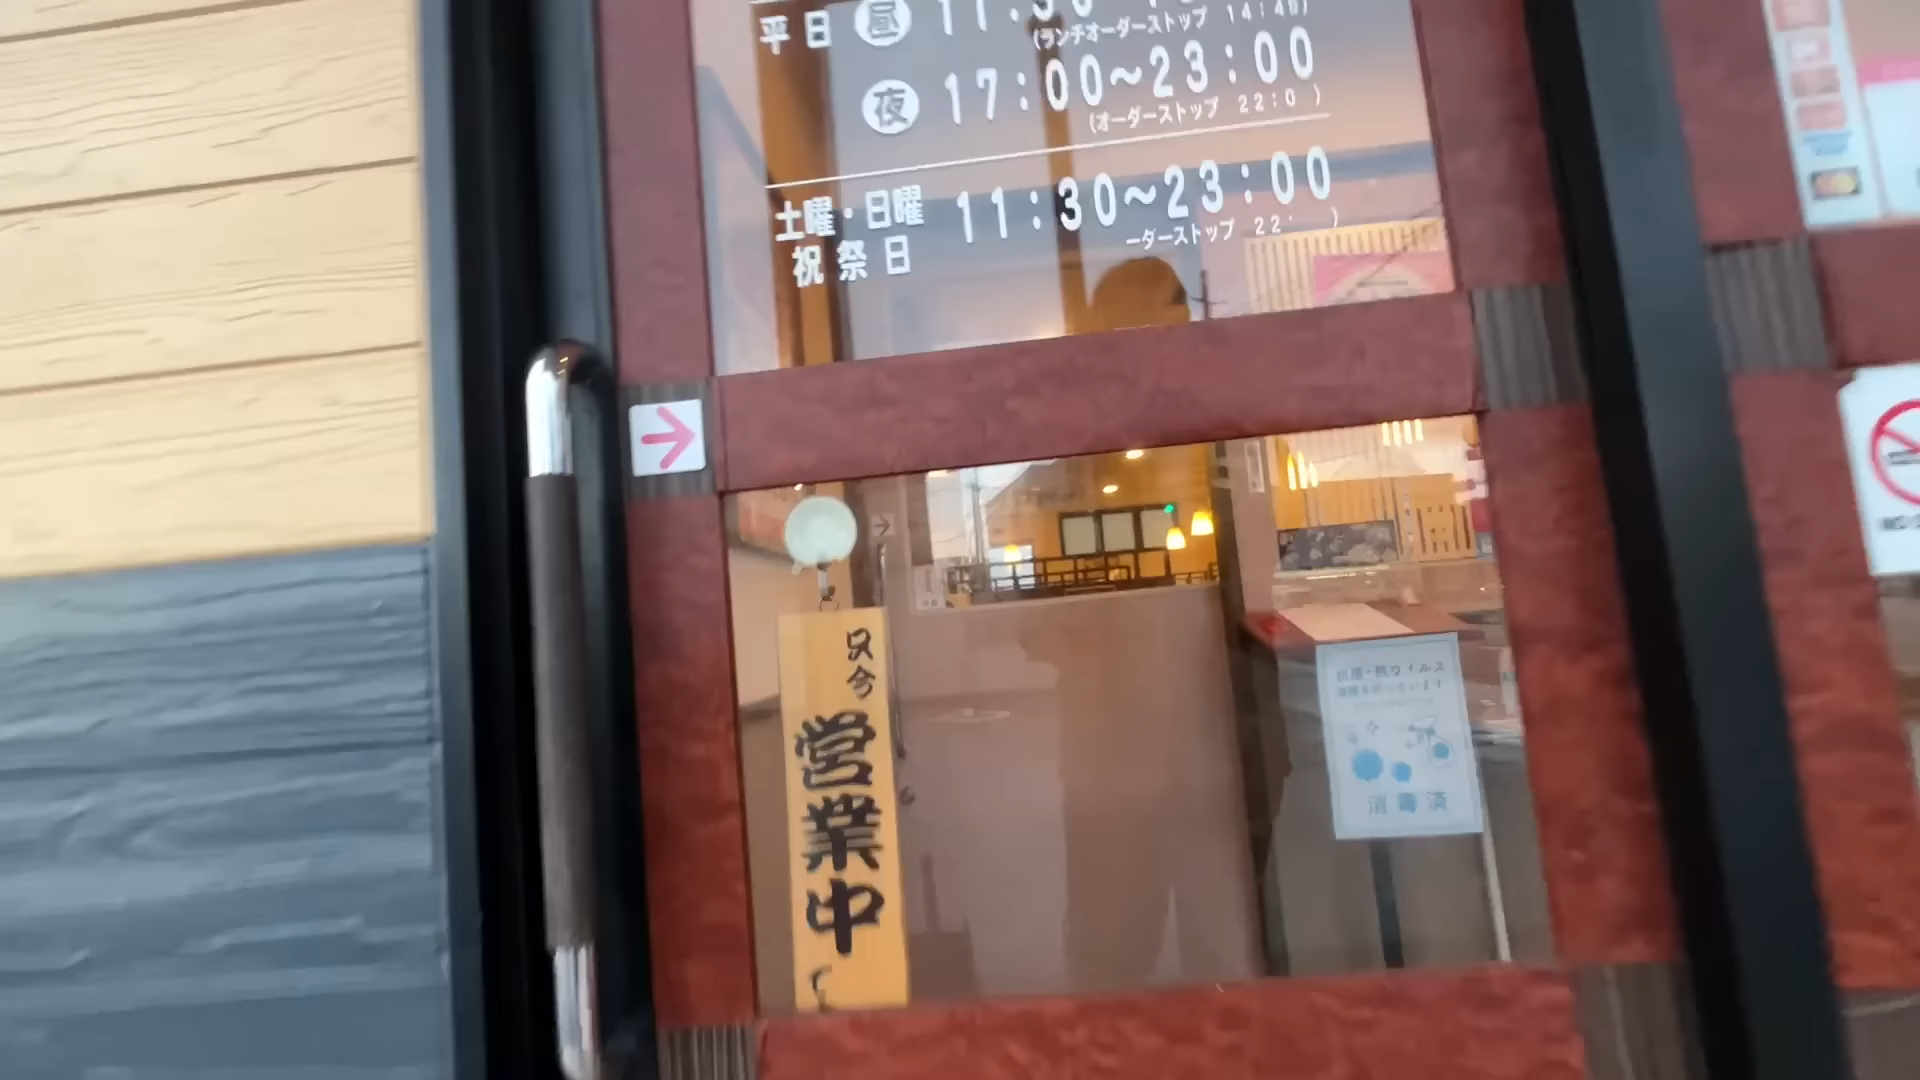 平日 昼
(ランチオーダーストップ 14:45)
夜 17:00~23:00
(オーダーストップ 22:0 )
土曜・日曜 11:30~23:00
祝祭日
ーダーストップ 22: )
只今
営業中
消毒済